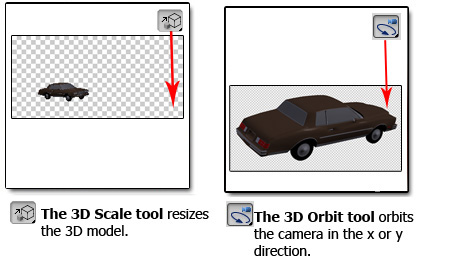 The 3D Scale tool resizes
the 3D model.
The 3D Orbit tool orbits
the camera in the x or y
direction.